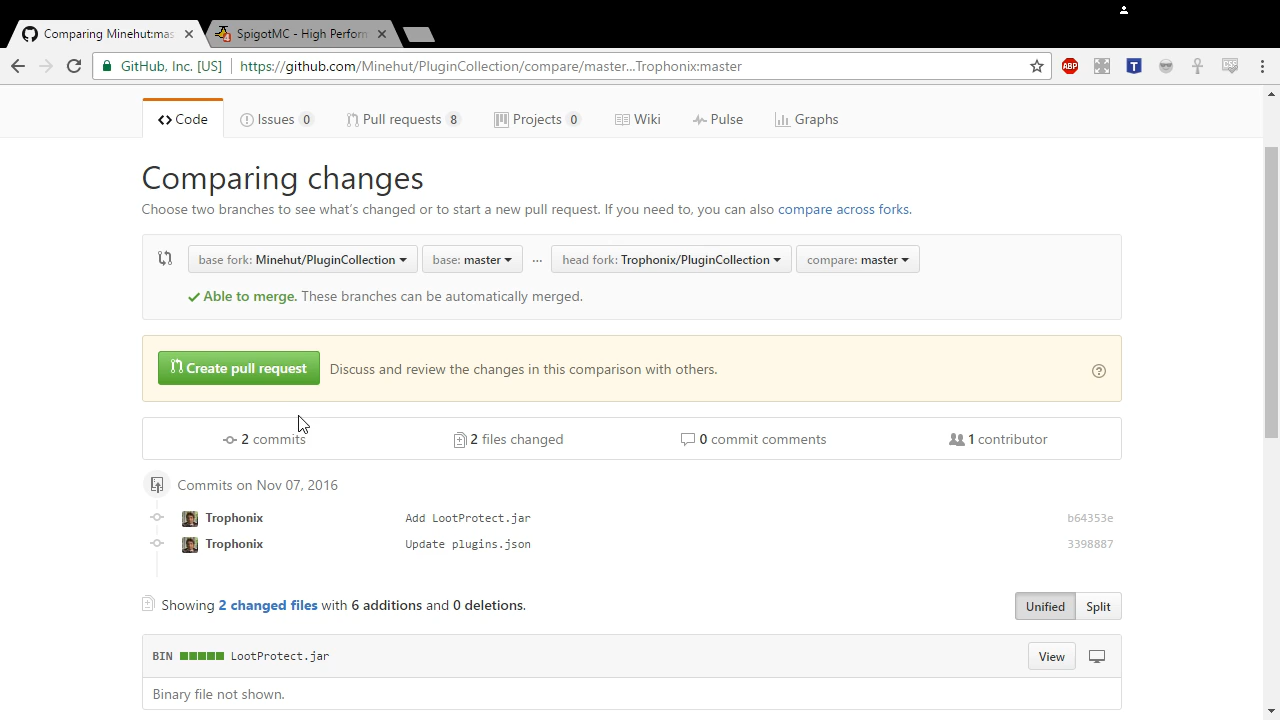 Comparing Minehut:mas
SpigotMC - High Perform
GitHub, Inc. [US] https://github.com/Minehut/PluginCollection/compare/master...Trophonix:master
ABP
T
CSS
Code Issues 0 Pull requests 8 Projects 0 Wiki Pulse Graphs
Comparing changes
Choose two branches to see what's changed or to start a new pull request. If you need to, you can also compare across forks.
base fork: Minehut/PluginCollection base: master ... head fork: Trophonix/PluginCollection compare: master
Able to merge. These branches can be automatically merged.
Create pull request Discuss and review the changes in this comparison with others.
2 commits 2 files changed 0 commit comments 1 contributor
Commits on Nov 07, 2016
Trophonix Add LootProtect.jar b64353e
Trophonix Update plugins.json 3398887
Showing 2 changed files with 6 additions and 0 deletions.
Unified Split
BIN LootProtect.jar View
Binary file not shown.